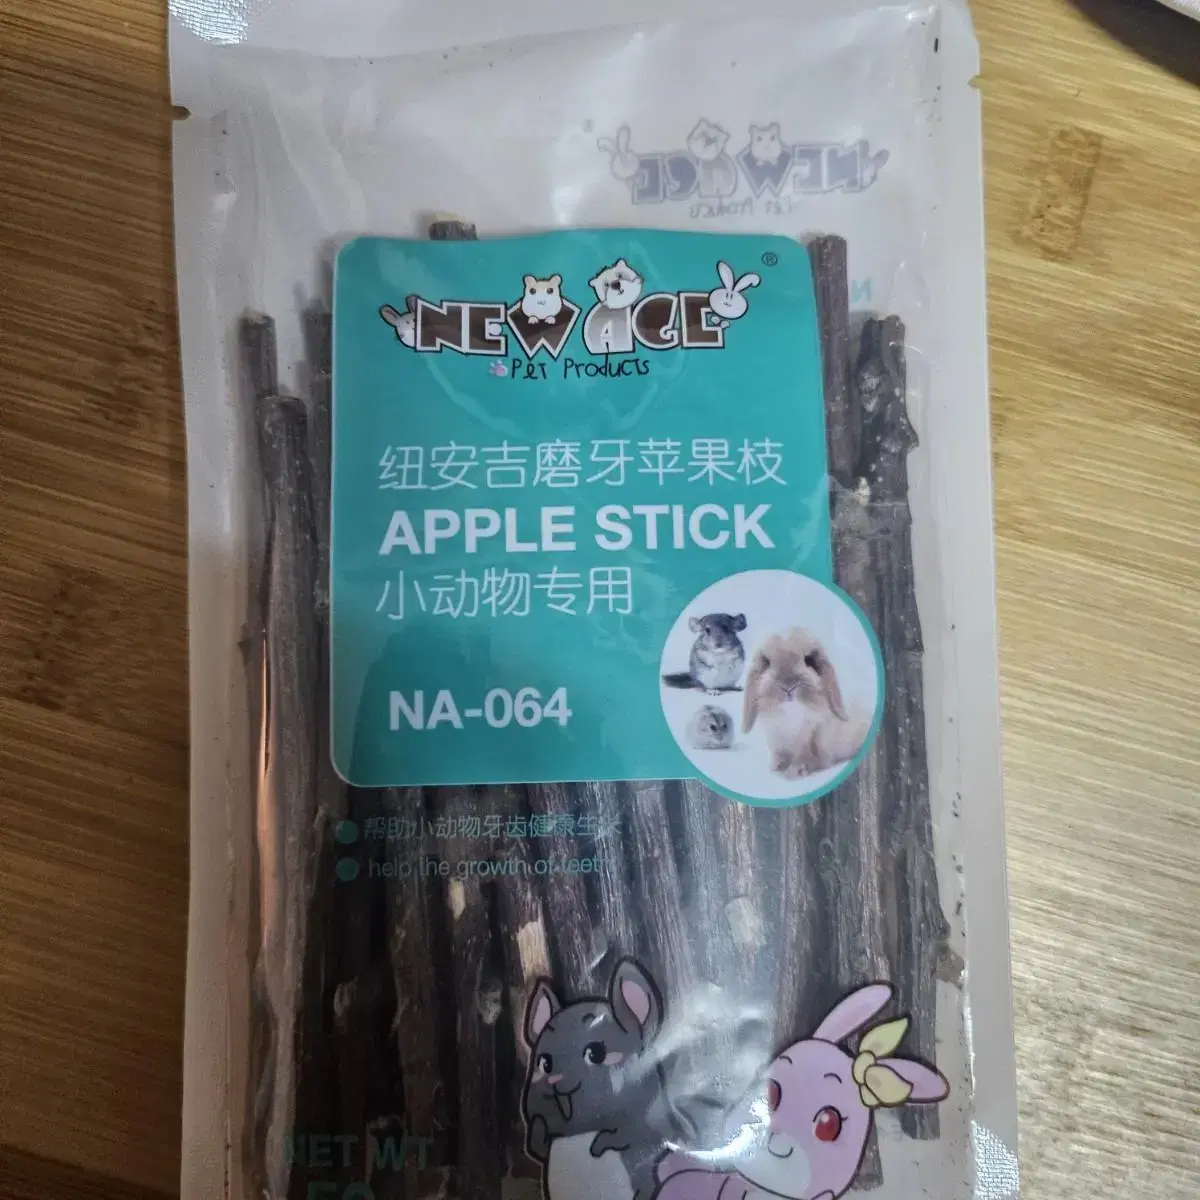 NEW AGE ®
Pet Products
纽安吉磨牙苹果枝
APPLE STICK
小动物专用
NA-064
帮助小动物牙齿健康生长
help the growth of teeth
NET WT